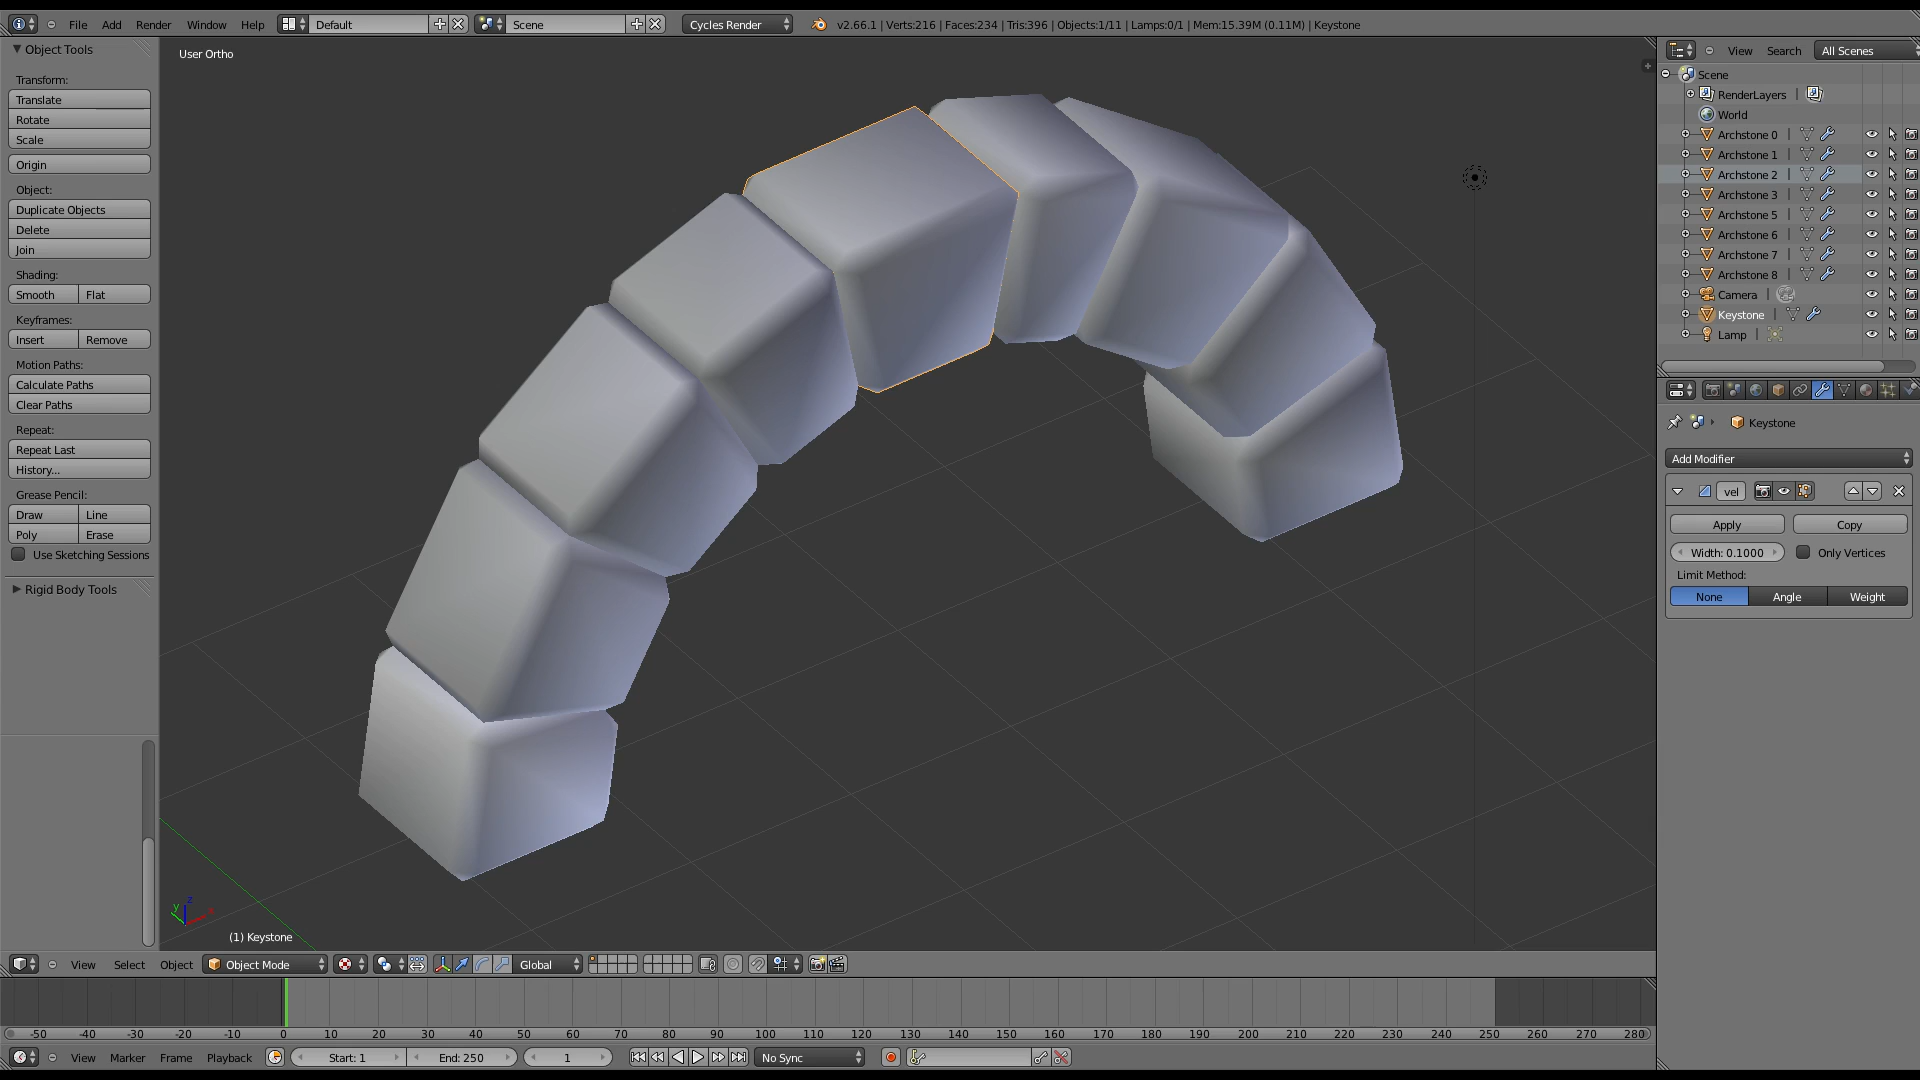 File Add Render Window Help Default Scene Cycles Render v2.66.1 | Verts:216 | Faces:234 | Tris:396 | Objects:1/11 | Lamps:0/1 | Mem:15.39M (0.11M) | Keystone
Object Tools
Transform:
Translate
Rotate
Scale
Origin
Object:
Duplicate Objects
Delete
Join
Shading:
Smooth Flat
Keyframes:
Insert Remove
Motion Paths:
Calculate Paths
Clear Paths
Repeat:
Repeat Last
History...
Grease Pencil:
Draw Line
Poly Erase
Use Sketching Sessions
Rigid Body Tools
User Ortho
y z x
(1) Keystone
View Search All Scenes
Scene
RenderLayers |
World
Archstone 0 |
Archstone 1 |
Archstone 2 |
Archstone 3 |
Archstone 5 |
Archstone 6 |
Archstone 7 |
Archstone 8 |
Camera |
Keystone |
Lamp |
Keystone
Add Modifier
vel
Apply Copy
Width: 0.1000 Only Vertices
Limit Method:
None Angle Weight
View Select Object Object Mode Global
-50 -40 -30 -20 -10 0 10 20 30 40 50 60 70 80 90 100 110 120 130 140 150 160 170 180 190 200 210 220 230 240 250 260 270 280
View Marker Frame Playback Start: 1 End: 250 1 No Sync